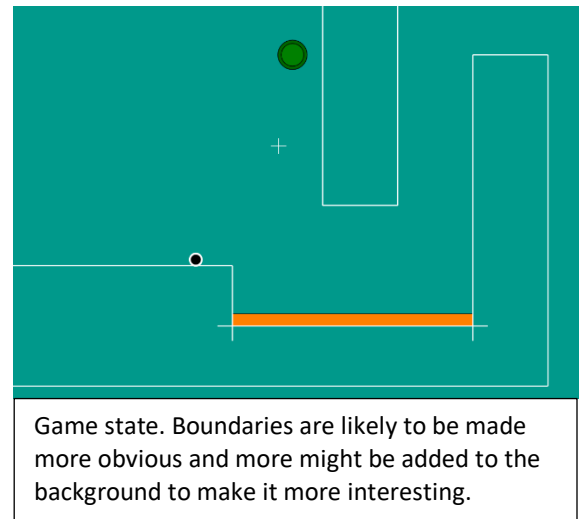 Game state. Boundaries are likely to be made
more obvious and more might be added to the
background to make it more interesting.